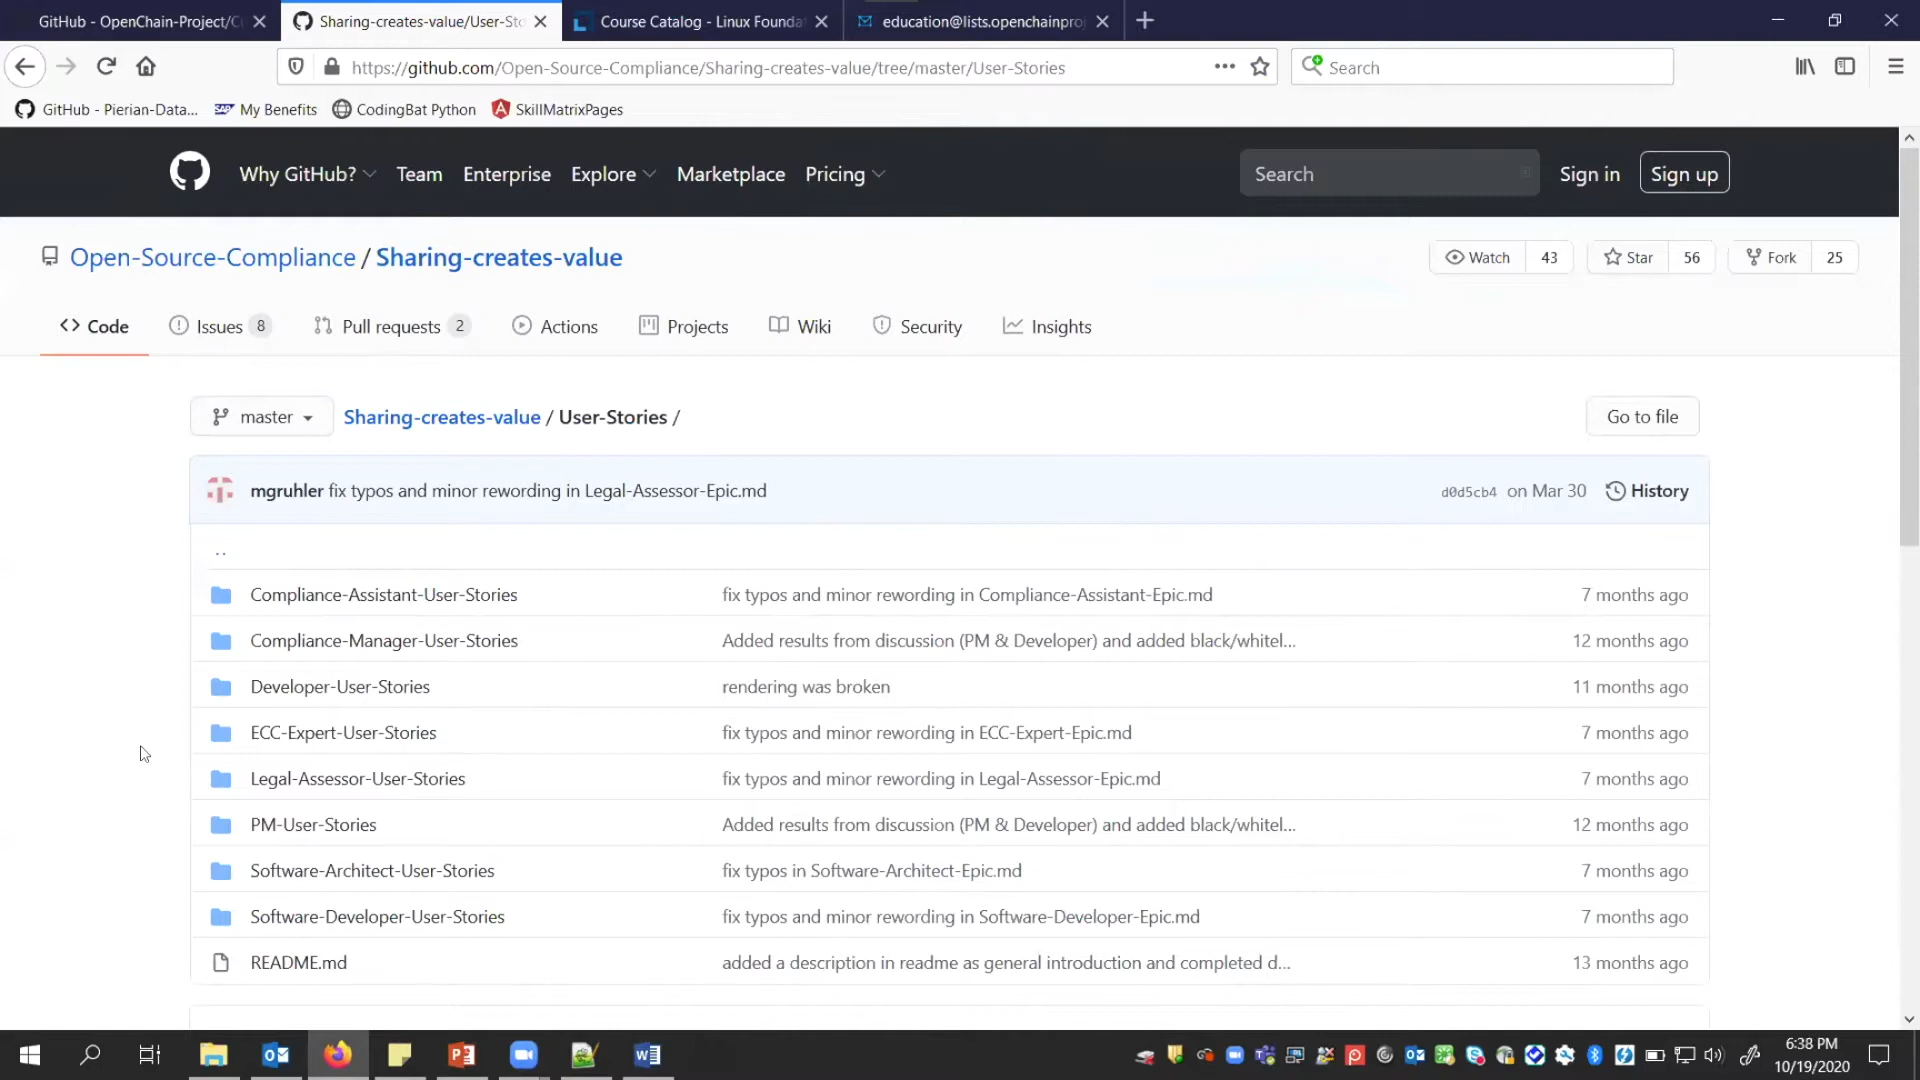 GitHub - OpenChain-Project/Cu
Sharing-creates-value/User-Sto
Course Catalog - Linux Founda
education@lists.openchainproj
https://github.com/Open-Source-Compliance/Sharing-creates-value/tree/master/User-Stories
Search
GitHub - Pierian-Data...
My Benefits
CodingBat Python
SkillMatrixPages
Why GitHub?
Team
Enterprise
Explore
Marketplace
Pricing
Search
Sign in
Sign up
Open-Source-Compliance / Sharing-creates-value
Watch 43
Star 56
Fork 25
Code
Issues 8
Pull requests 2
Actions
Projects
Wiki
Security
Insights
master
Sharing-creates-value / User-Stories /
Go to file
mgruhler fix typos and minor rewording in Legal-Assessor-Epic.md
d0d5cb4 on Mar 30
History
..
Compliance-Assistant-User-Stories fix typos and minor rewording in Compliance-Assistant-Epic.md 7 months ago
Compliance-Manager-User-Stories Added results from discussion (PM & Developer) and added black/whitel... 12 months ago
Developer-User-Stories rendering was broken 11 months ago
ECC-Expert-User-Stories fix typos and minor rewording in ECC-Expert-Epic.md 7 months ago
Legal-Assessor-User-Stories fix typos and minor rewording in Legal-Assessor-Epic.md 7 months ago
PM-User-Stories Added results from discussion (PM & Developer) and added black/whitel... 12 months ago
Software-Architect-User-Stories fix typos in Software-Architect-Epic.md 7 months ago
Software-Developer-User-Stories fix typos and minor rewording in Software-Developer-Epic.md 7 months ago
README.md added a description in readme as general introduction and completed d... 13 months ago
6:38 PM
10/19/2020